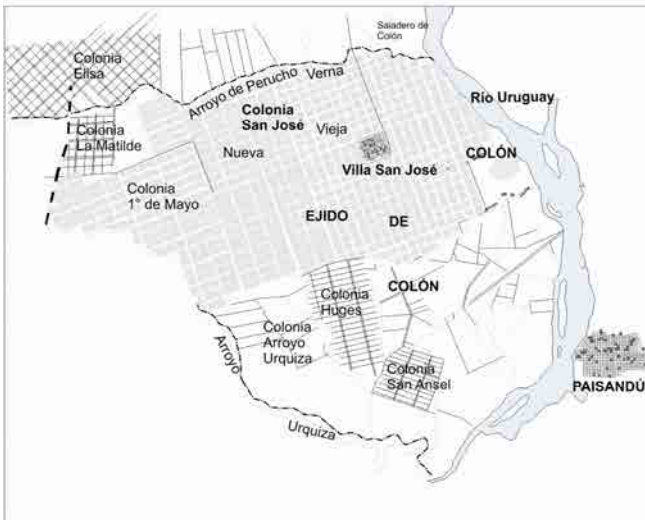 Saladero de
Colón
Colonia
Elisa
Arroyo de Perucho Verna
Río Uruguay
Colonia
San José
Vieja
Colonia
La Matilde
Nueva
Villa San José
COLÓN
Colonia
1° de Mayo
EJIDO DE
COLÓN
Colonia
Huges
Colonia
Arroyo
Urquiza
Arroyo
Urquiza
Colonia
San Ansel
PAISANDÚ